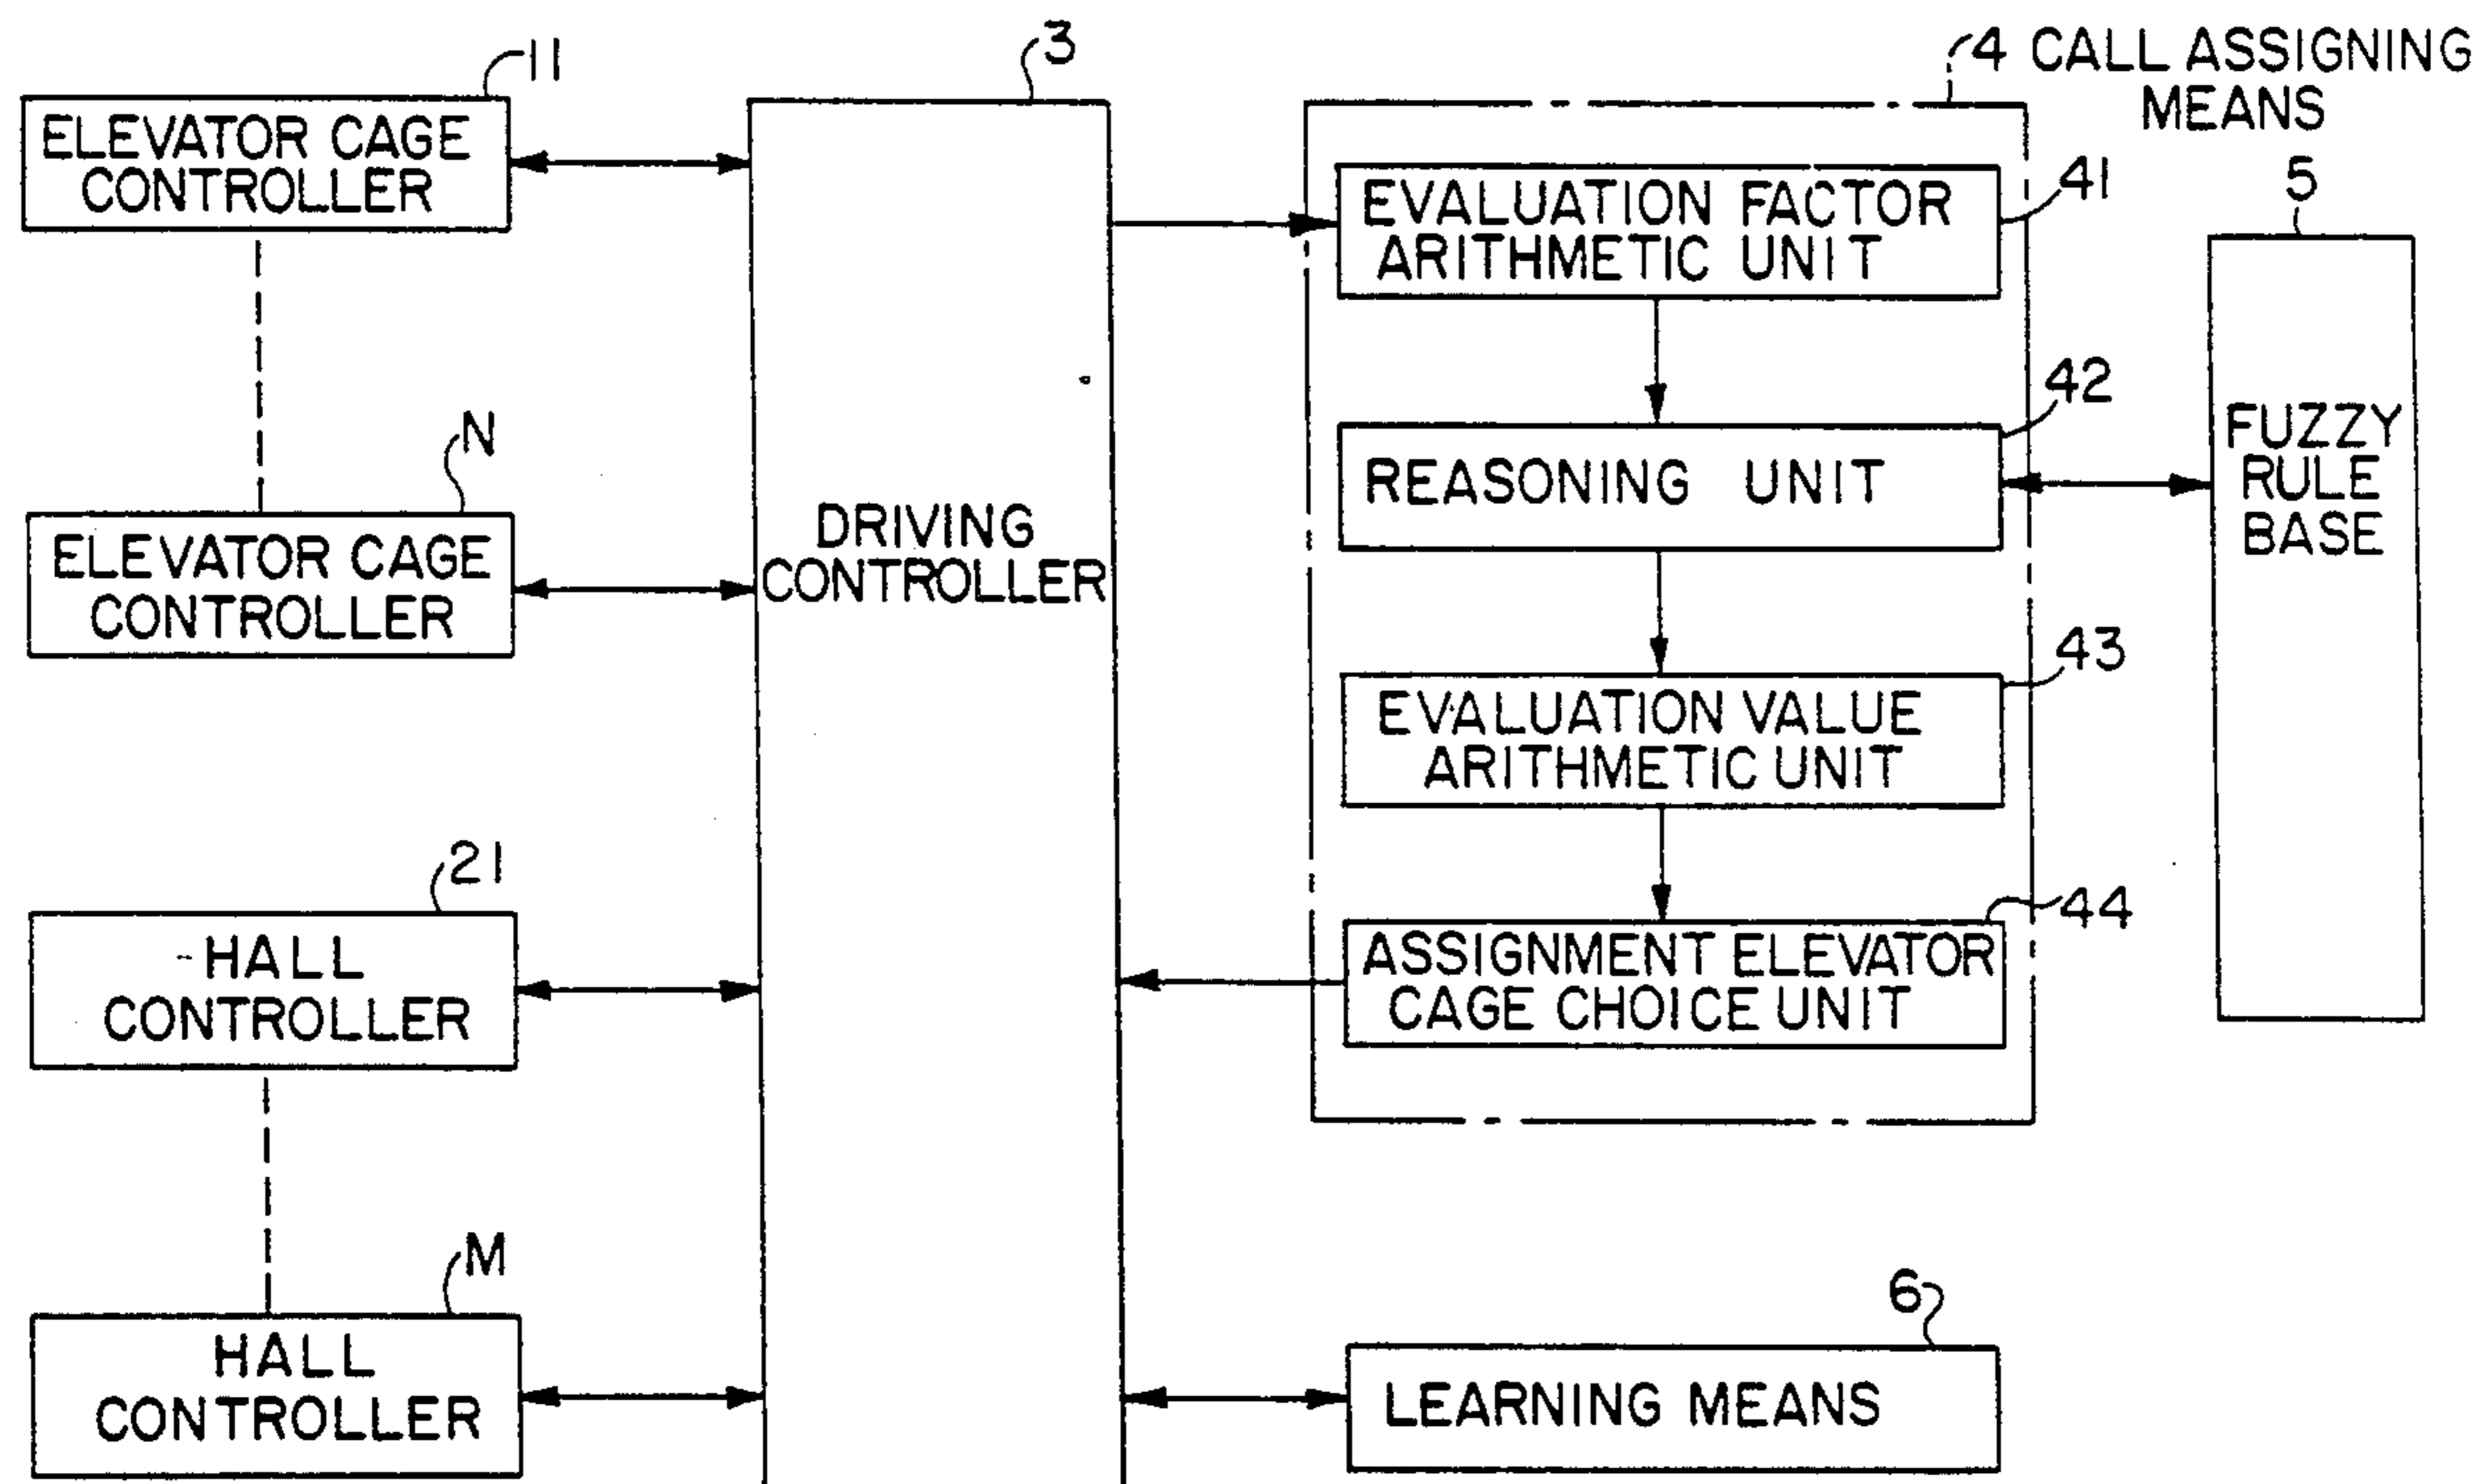 11
ELEVATOR CAGE
CONTROLLER
N
ELEVATOR CAGE
CONTROLLER
21
HALL
CONTROLLER
M
HALL
CONTROLLER
3
DRIVING
CONTROLLER
4 CALL ASSIGNING
MEANS
41
EVALUATION FACTOR
ARITHMETIC UNIT
42
REASONING UNIT
43
EVALUATION VALUE
ARITHMETIC UNIT
44
ASSIGNMENT ELEVATOR
CAGE CHOICE UNIT
5
FUZZY
RULE
BASE
6
LEARNING MEANS